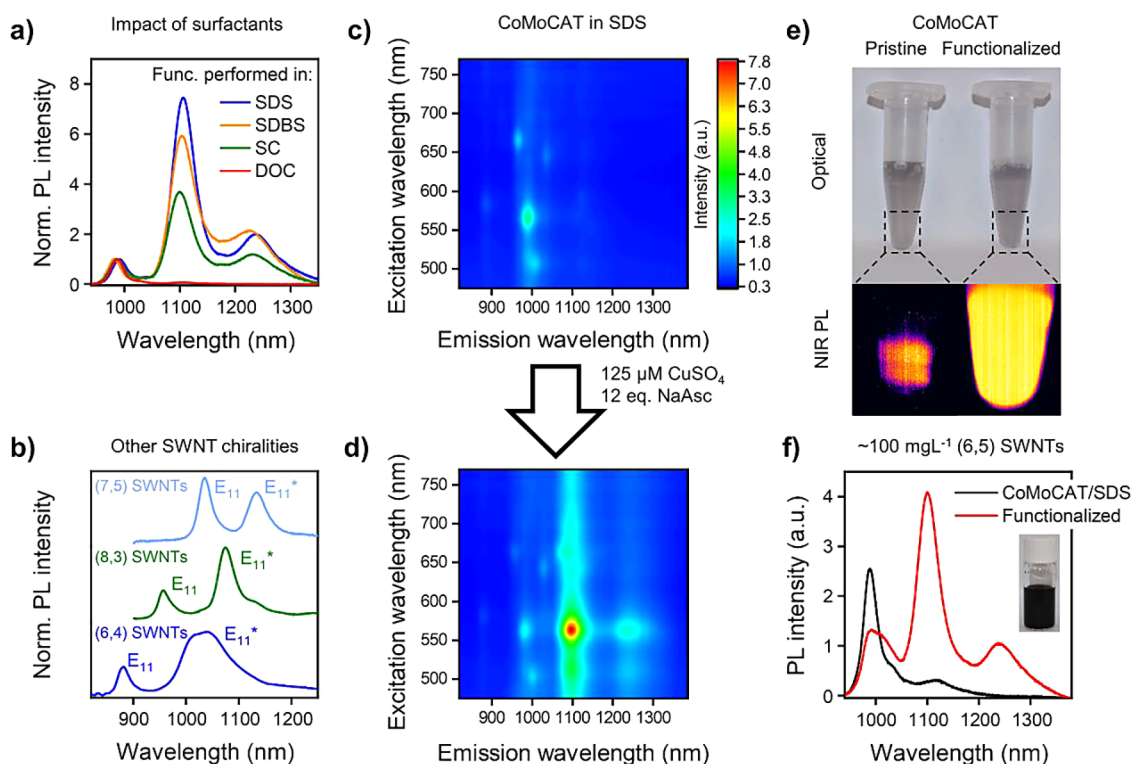 a)
Impact of surfactants
Func. performed in:
SDS
SDBS
SC
DOC
Norm. PL intensity
8
6
4
2
0
1000 1100 1200 1300
Wavelength (nm)
b)
Other SWNT chiralities
(7,5) SWNTs
E₁₁
E₁₁*
(8,3) SWNTs
E₁₁
E₁₁*
(6,4) SWNTs
E₁₁
E₁₁*
Norm. PL intensity
900 1000 1100 1200
Wavelength (nm)
c)
CoMoCAT in SDS
Excitation wavelength (nm)
750
700
650
600
550
500
900 1000 1100 1300
Emission wavelength (nm)
7.8
7.3
6.3
5.3
4.3
3.3
2.8
1.8
1.0
0.3
Intensity (a.u.)
125 µM CuSO₄
12 eq. NaAsc
d)
Excitation wavelength (nm)
750
700
650
600
550
500
900 1000 1100 1300
Emission wavelength (nm)
e)
CoMoCAT
Pristine Functionalized
Optical
NIR PL
f)
~100 mgL⁻¹ (6,5) SWNTs
CoMoCAT/SDS
Functionalized
PL intensity (a.u.)
4
3
2
1
0
1000 1100 1200 1300
Wavelength (nm)